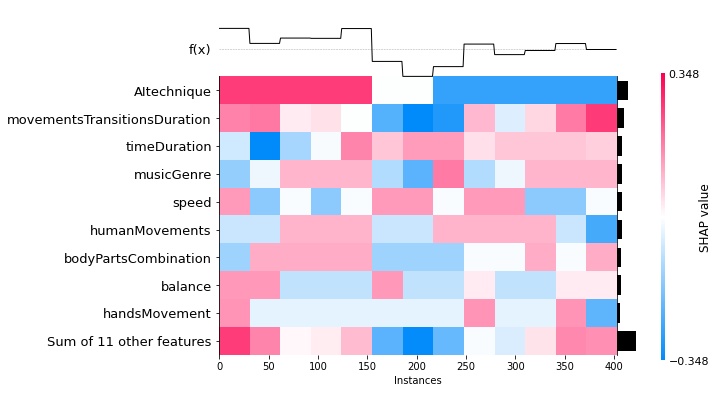 f(x)
AItechnique
movementsTransitionsDuration
timeDuration
musicGenre
speed
humanMovements
bodyPartsCombination
balance
handsMovement
Sum of 11 other features
0 50 100 150 200 250 300 350 400
Instances
0.348
−0.348
SHAP value